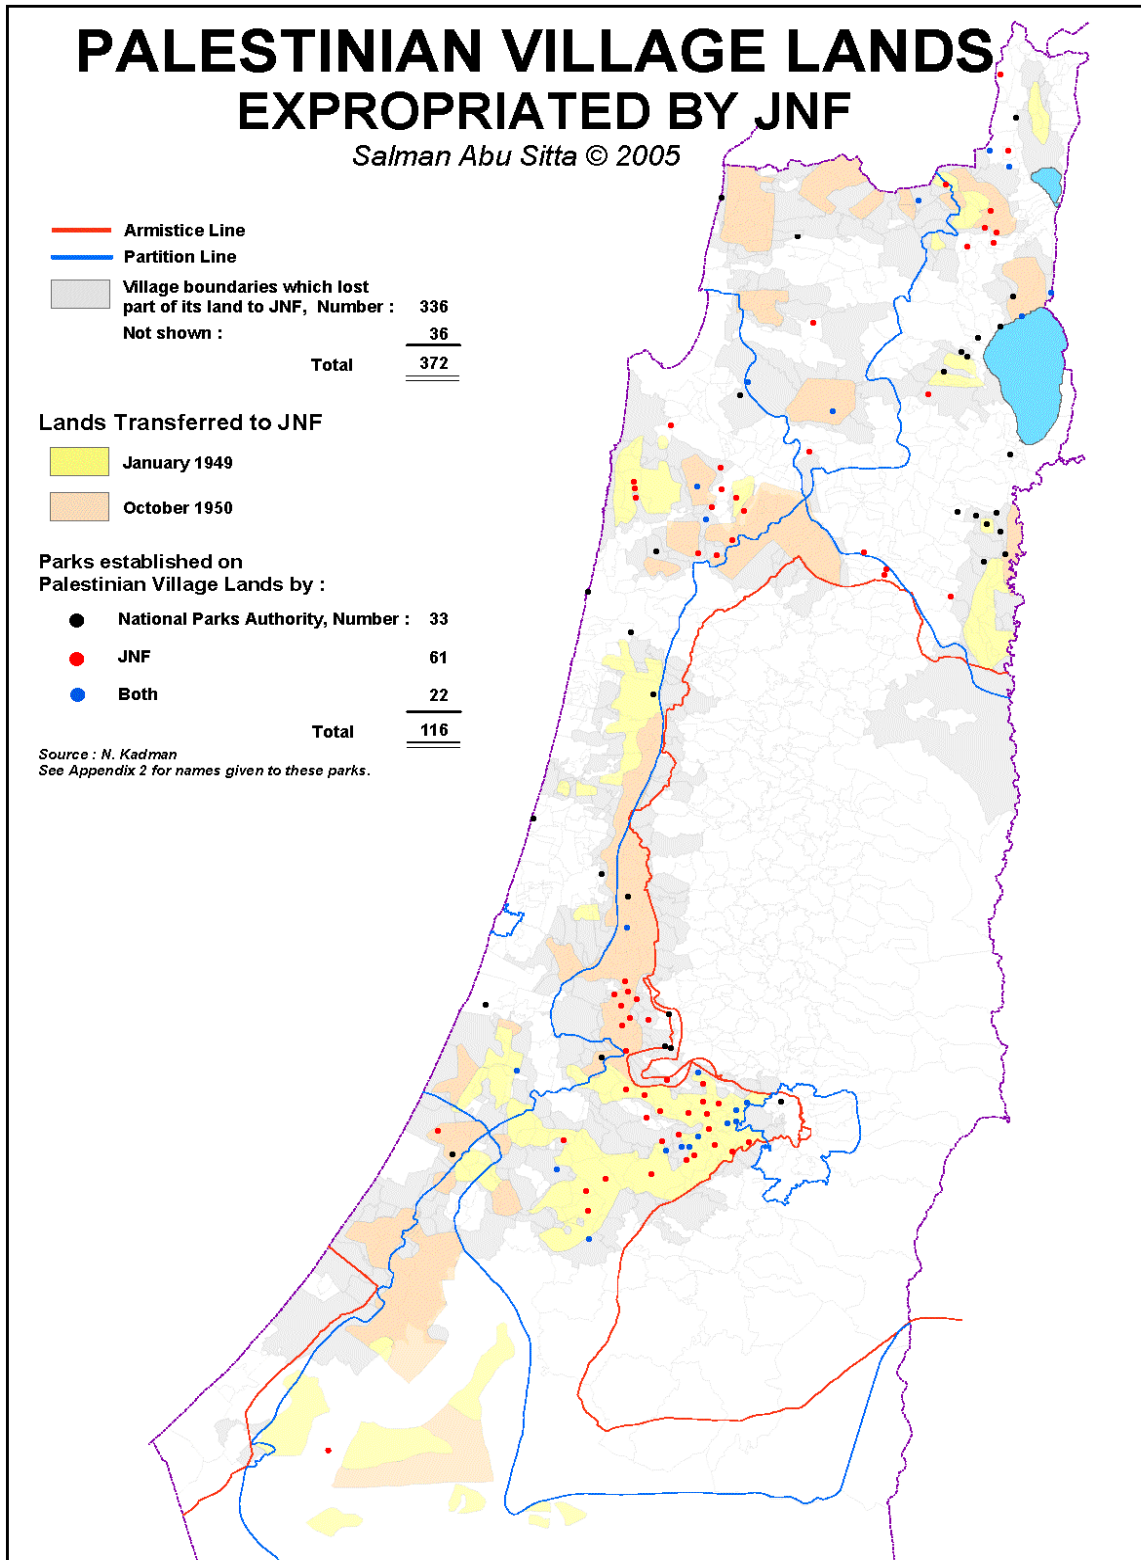 PALESTINIAN VILLAGE LANDS
EXPROPRIATED BY JNF
Salman Abu Sitta © 2005
Armistice Line
Partition Line
Village boundaries which lost
part of its land to JNF, Number : 336
Not shown : 36
Total 372
Lands Transferred to JNF
January 1949
October 1950
Parks established on
Palestinian Village Lands by :
National Parks Authority, Number : 33
JNF 61
Both 22
Total 116
Source : N. Kadman
See Appendix 2 for names given to these parks.